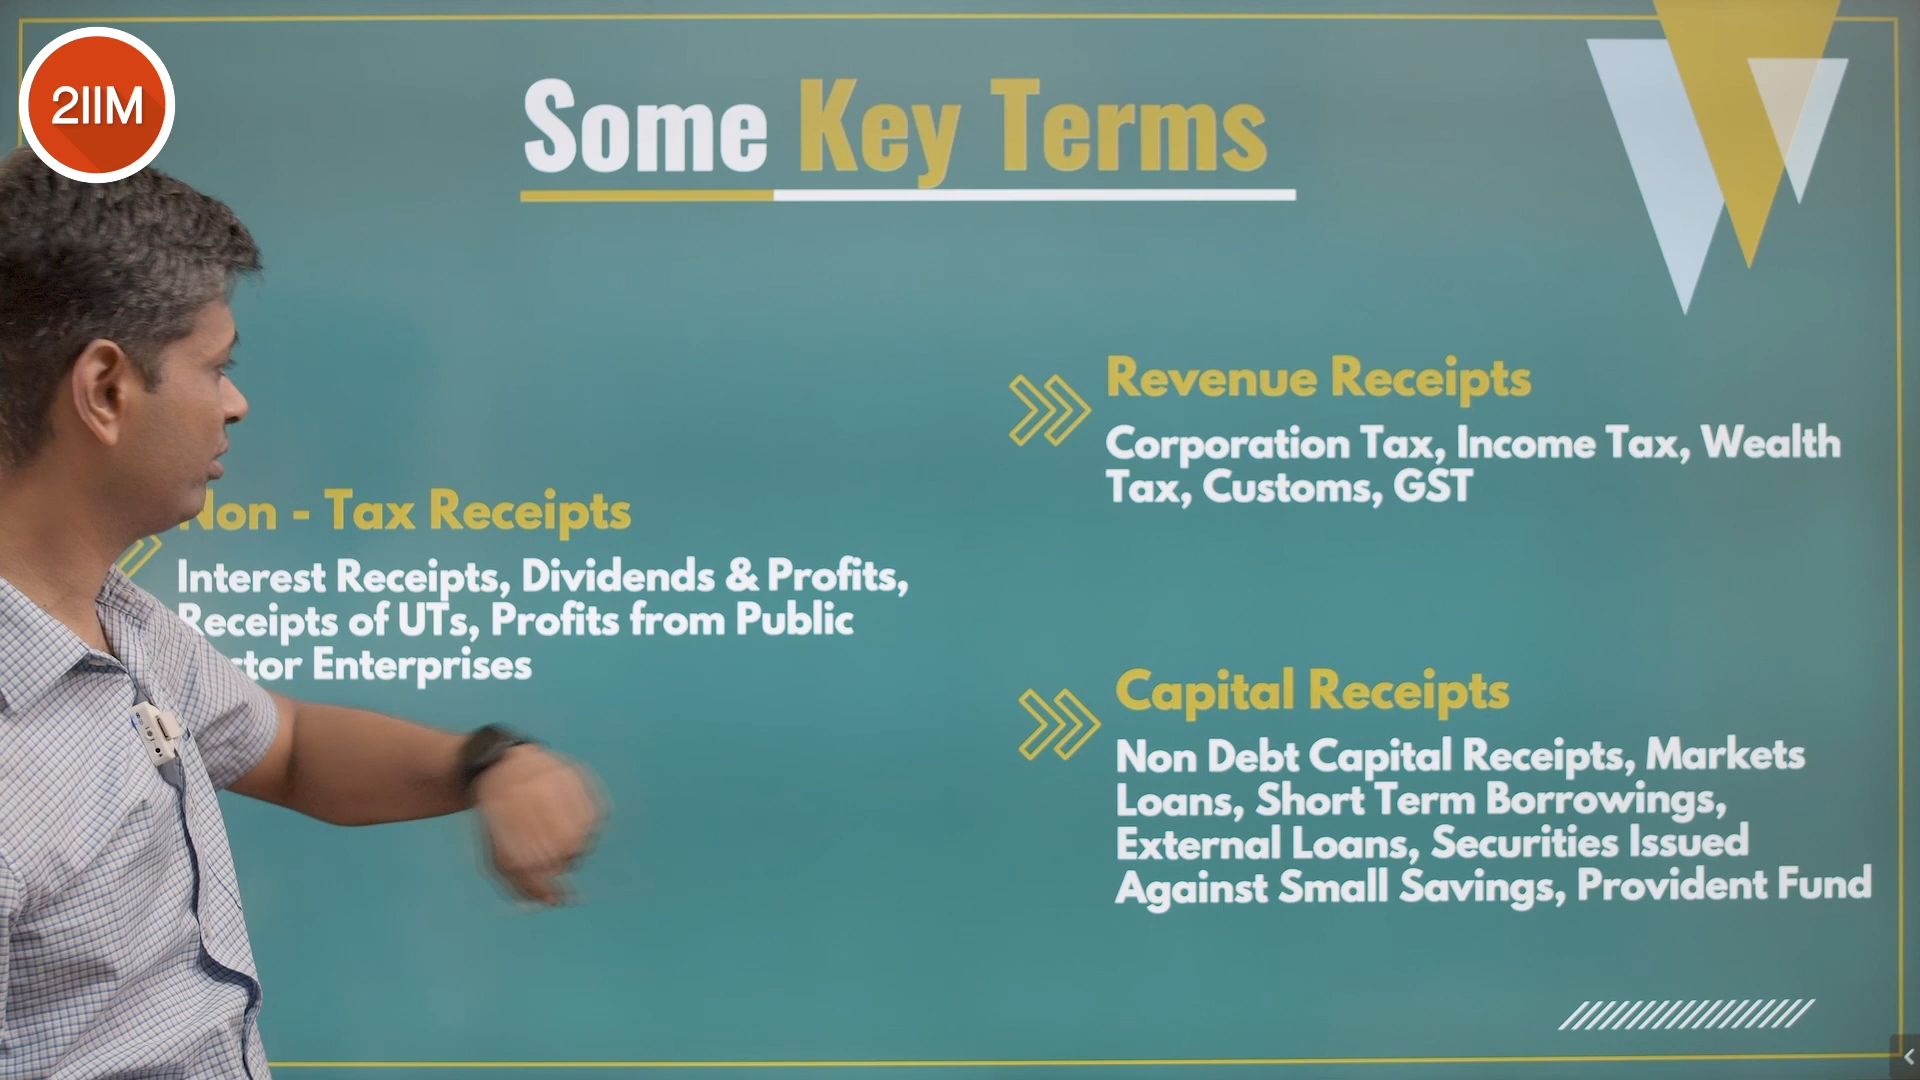 2IIM
Some Key Terms
Non - Tax Receipts
Interest Receipts, Dividends & Profits,
Receipts of UTs, Profits from Public
Enterprises
Revenue Receipts
Corporation Tax, Income Tax, Wealth
Tax, Customs, GST
Capital Receipts
Non Debt Capital Receipts, Markets
Loans, Short Term Borrowings,
External Loans, Securities Issued
Against Small Savings, Provident Fund